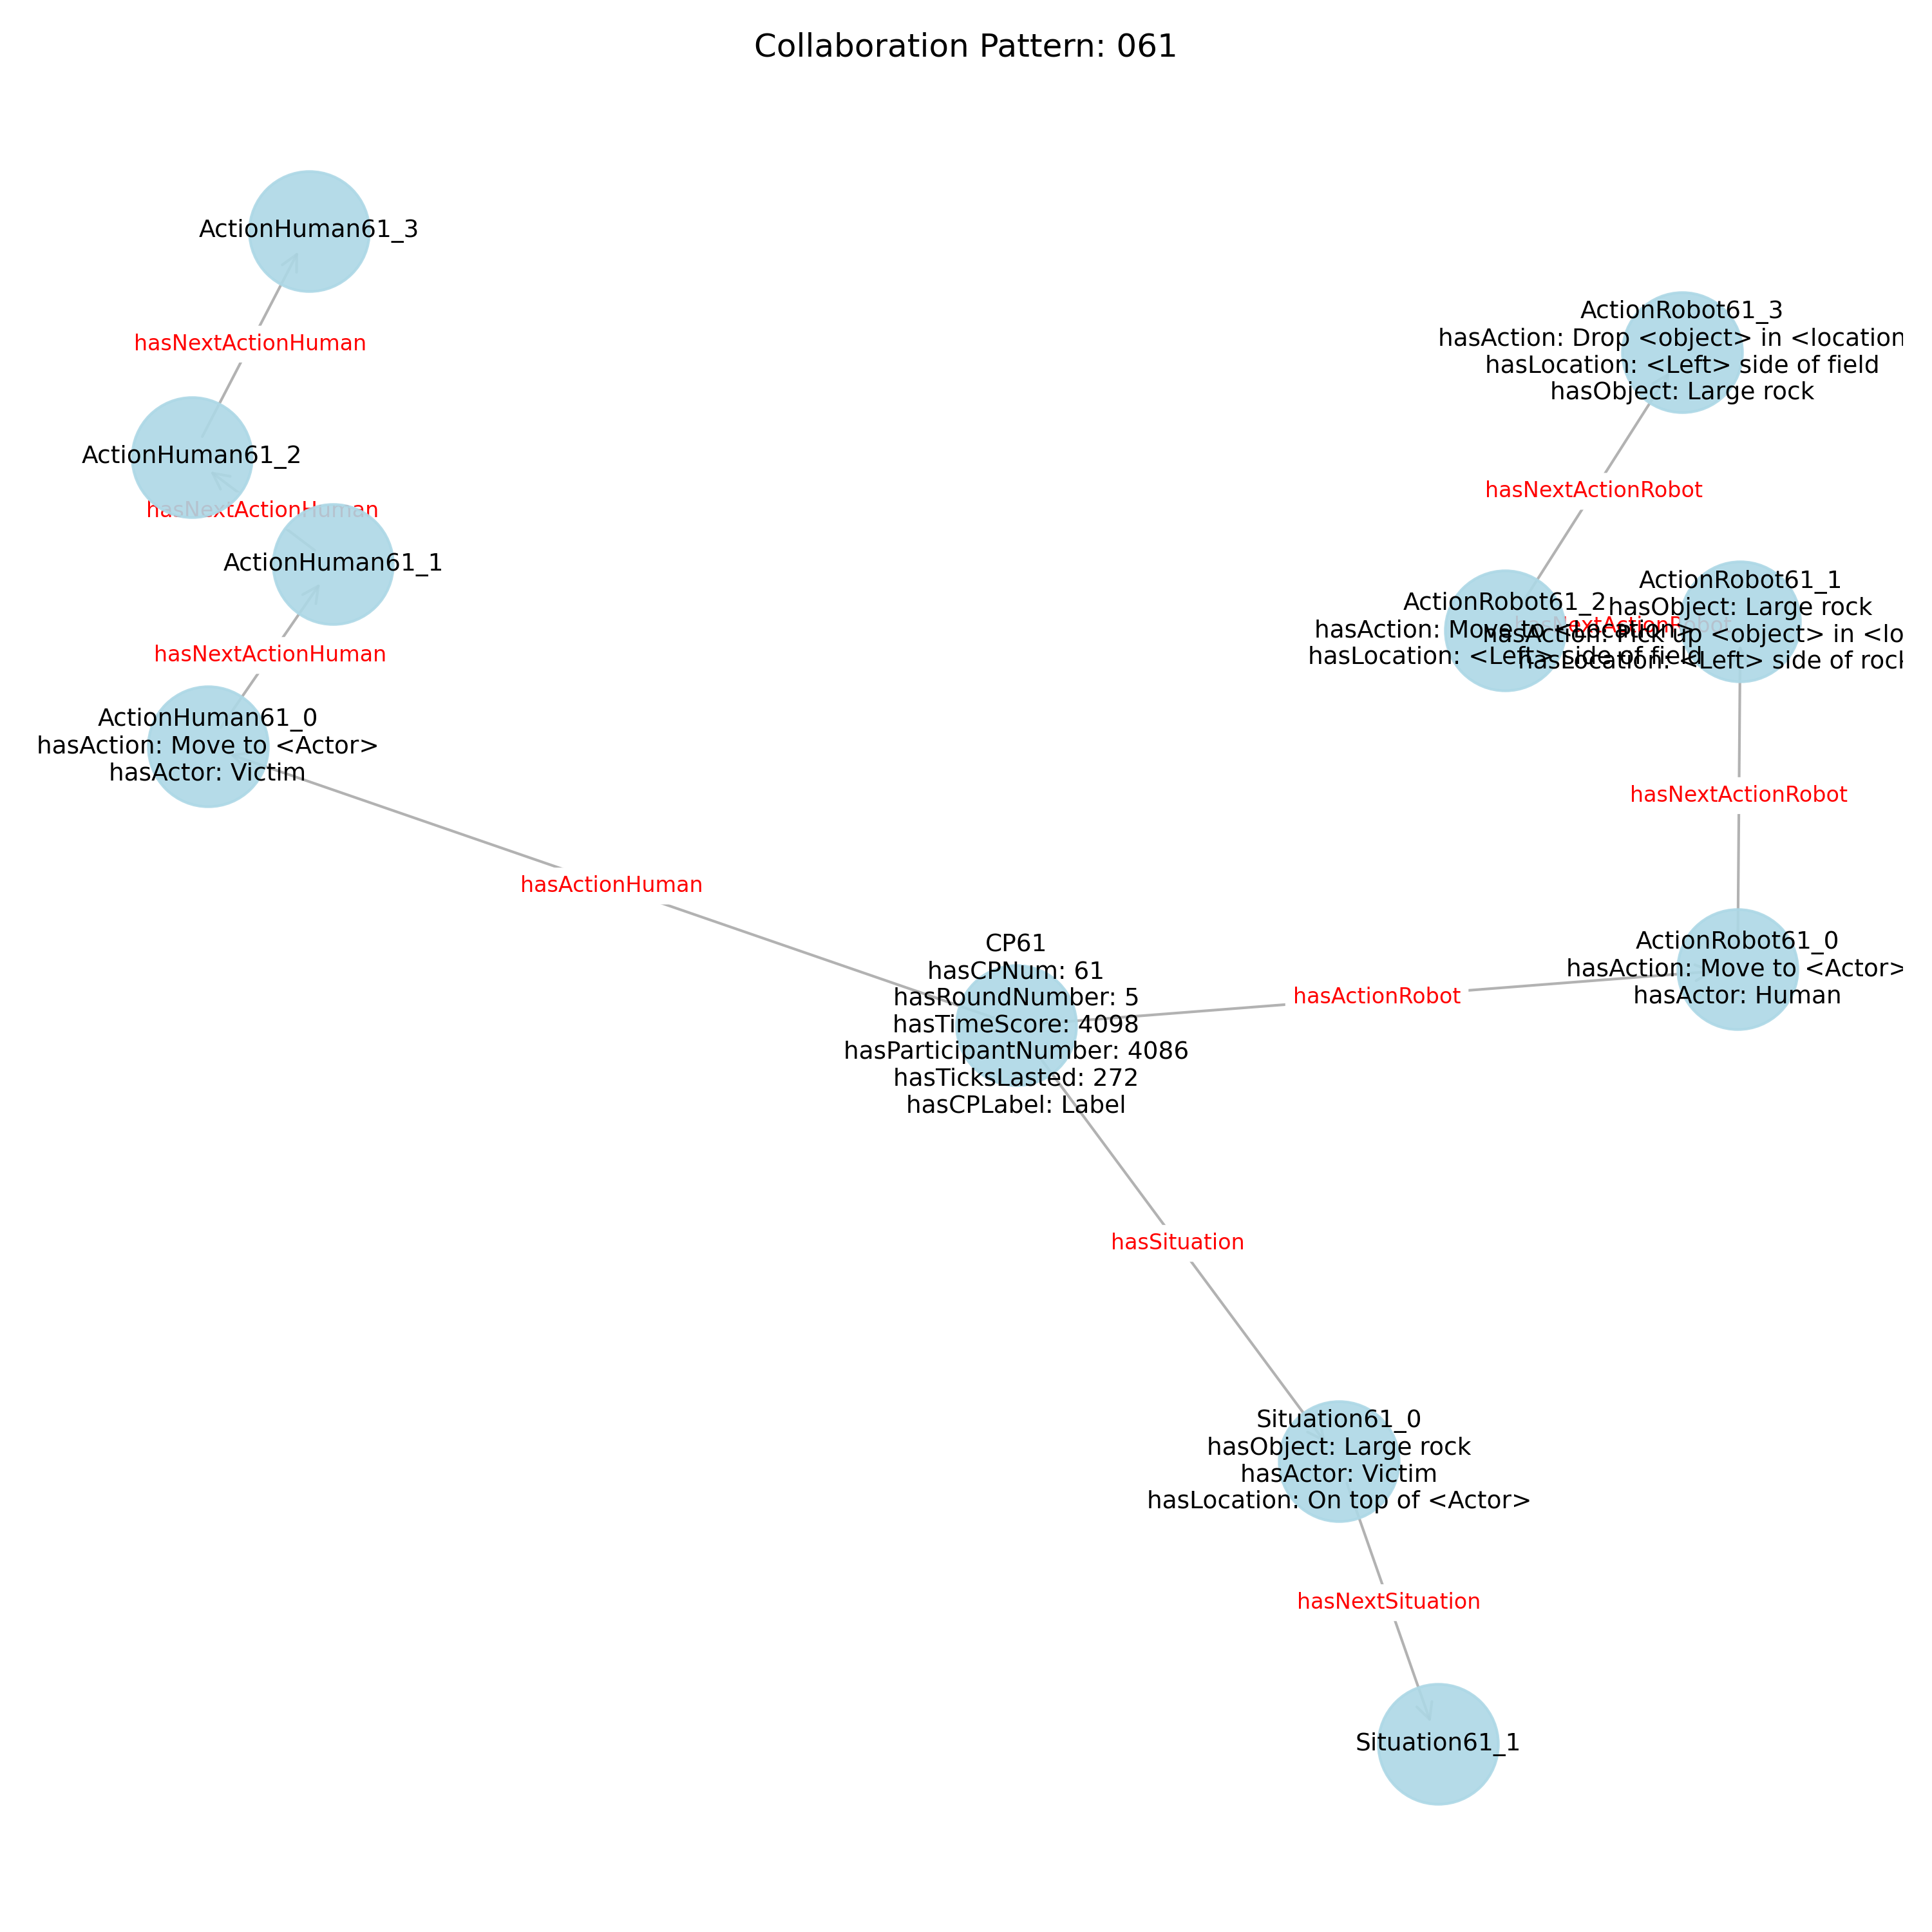 Collaboration Pattern: 061
ActionHuman61_3
hasNextActionHuman
ActionHuman61_2
hasNextActionHuman
ActionHuman61_1
hasNextActionHuman
ActionHuman61_0
hasAction: Move to <Actor>
hasActor: Victim
hasActionHuman
ActionRobot61_3
hasAction: Drop <object> in <location
hasLocation: <Left> side of field
hasObject: Large rock
hasNextActionRobot
ActionRobot61_2
hasAction: Move to <location>
hasLocation: <Left> side of field
hasNextActionRobot
ActionRobot61_1
hasObject: Large rock
hasAction: Pick up <object> in <lo
hasLocation: <Left> side of rock
hasNextActionRobot
ActionRobot61_0
hasAction: Move to <Actor>
hasActor: Human
hasActionRobot
CP61
hasCPNum: 61
hasRoundNumber: 5
hasTimeScore: 4098
hasParticipantNumber: 4086
hasTicksLasted: 272
hasCPLabel: Label
hasSituation
Situation61_0
hasObject: Large rock
hasActor: Victim
hasLocation: On top of <Actor>
hasNextSituation
Situation61_1